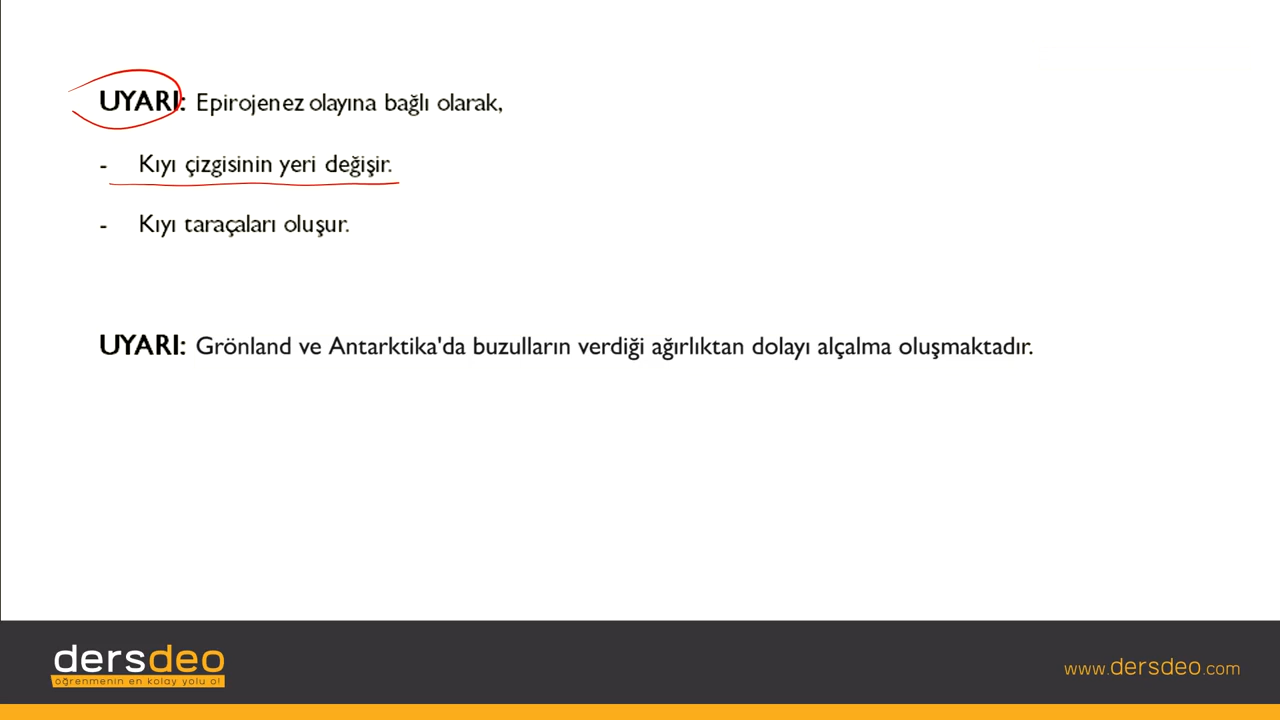 UYARI: Epirojenez olayına bağlı olarak,
- Kıyı çizgisinin yeri değişir.
- Kıyı taraçaları oluşur.
UYARI: Grönland ve Antarktika'da buzulların verdiği ağırlıktan dolayı alçalma oluşmaktadır.
dersdeo
öğrenmenin en kolay yolu o!
www.dersdeo.com